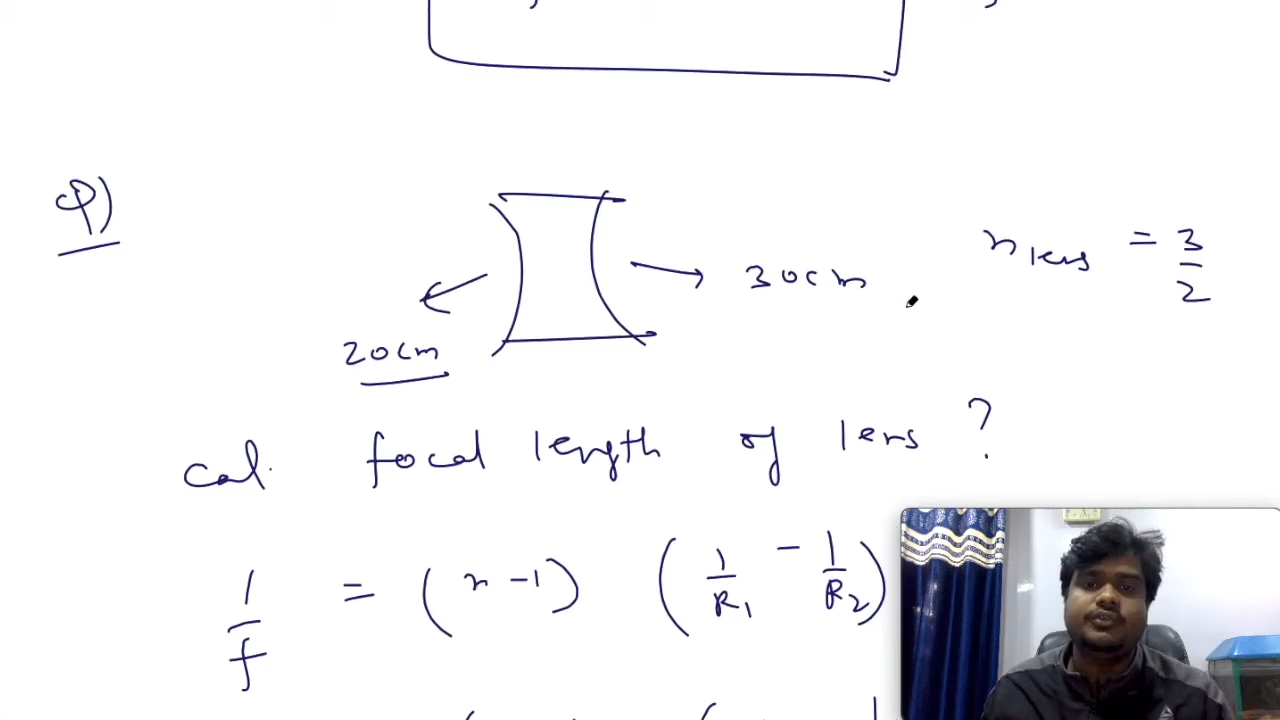 Q)
n lens = 3/2
30cm
20cm
cal. focal length of lens ?
1/f = (n-1) (1/R1 - 1/R2)